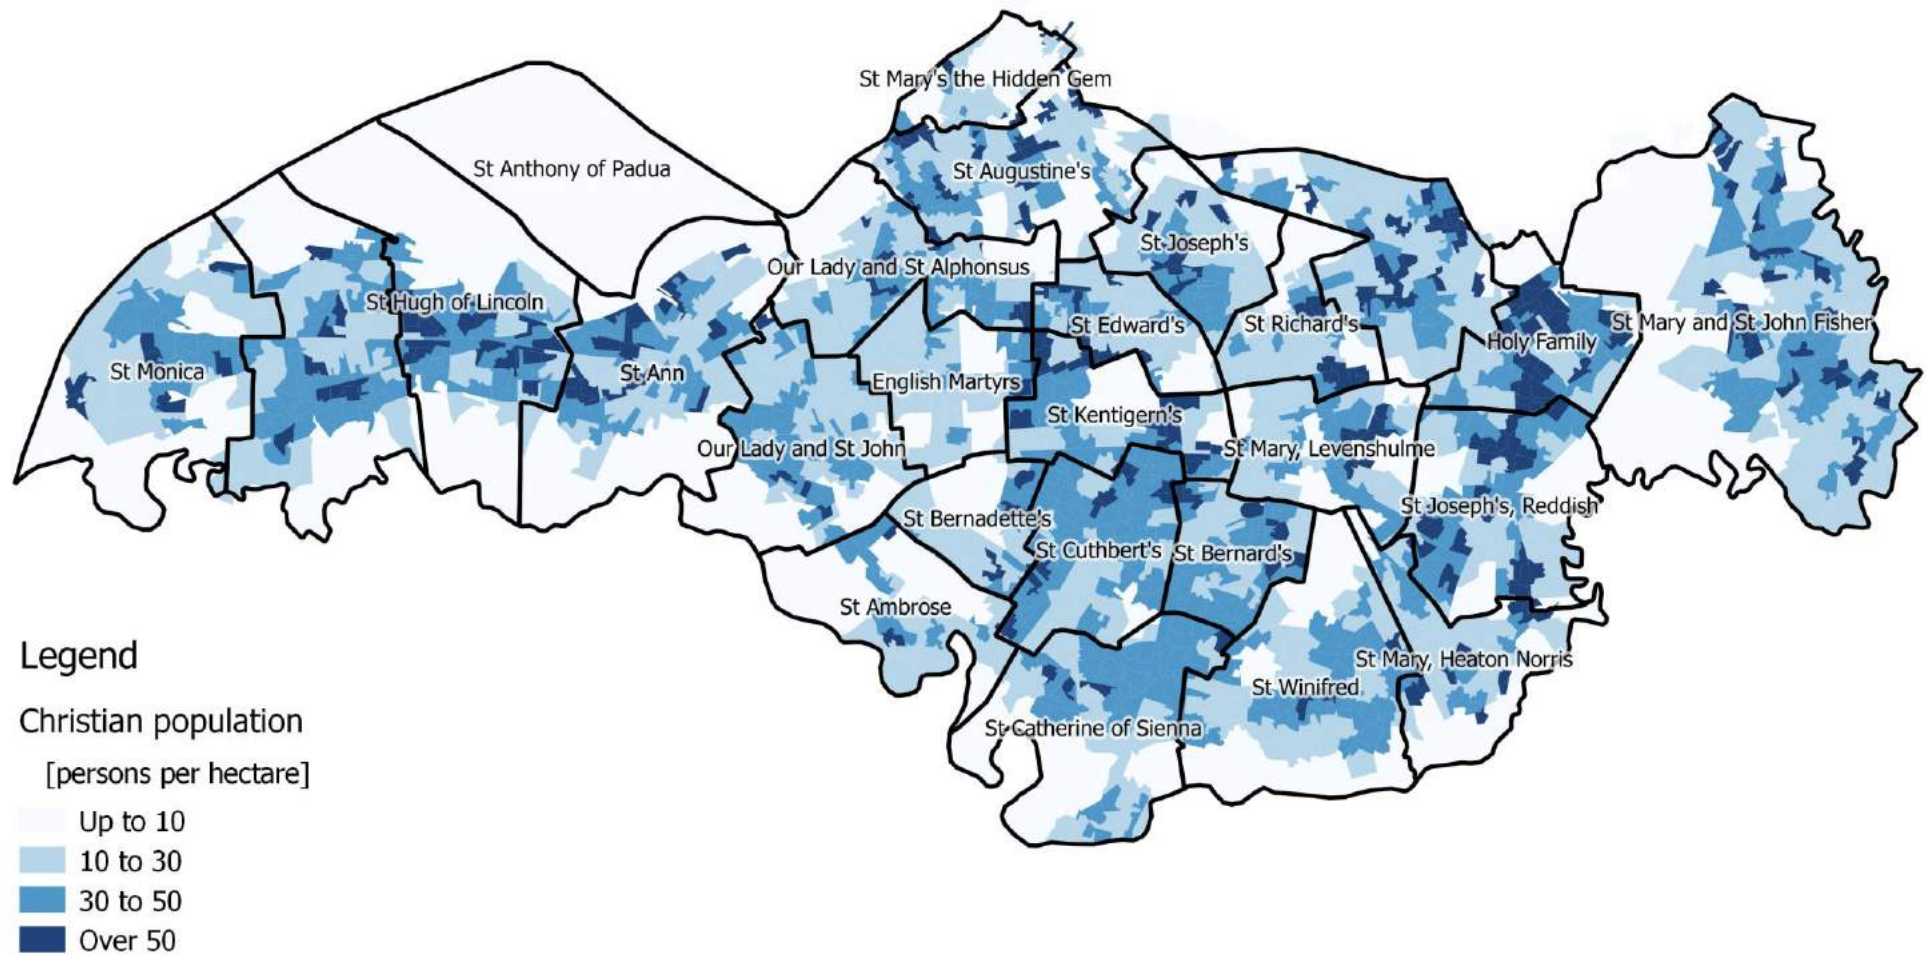 St Mary's the Hidden Gem
St Anthony of Padua
St Augustine's
St Joseph's
Our Lady and St Alphonsus
St Hugh of Lincoln
St Edward's
St Richard's
St Mary and St John Fisher
Holy Family
St Monica
St Ann
English Martyrs
St Kentigern's
Our Lady and St John
St Mary, Levenshulme
St Joseph's, Reddish
St Bernadette's
St Cuthbert's
St Bernard's
St Ambrose
St Mary, Heaton Norris
St Winifred
St Catherine of Sienna
Legend
Christian population
[persons per hectare]
Up to 10
10 to 30
30 to 50
Over 50